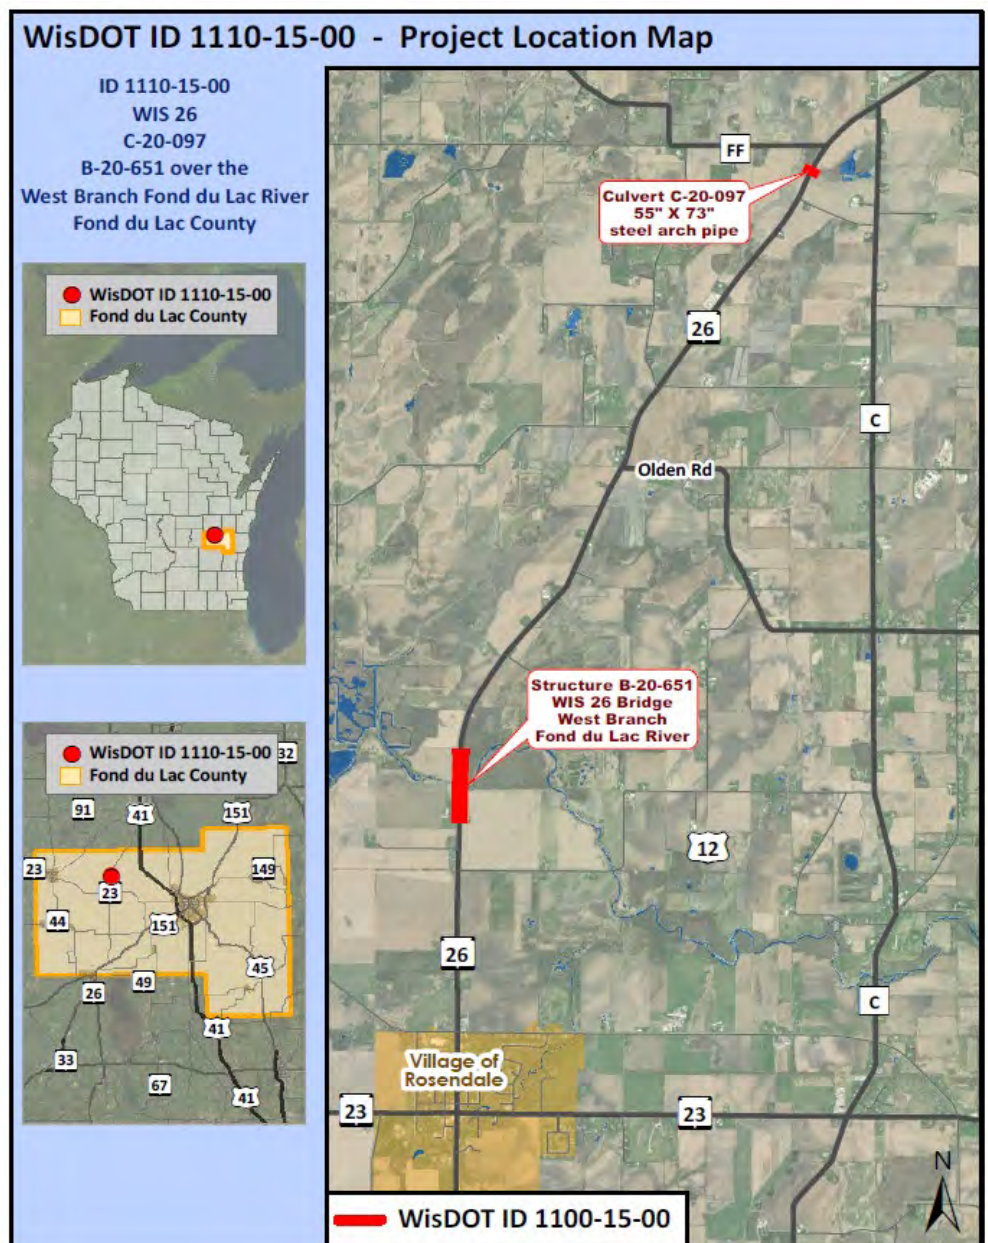 WisDOT ID 1110-15-00 - Project Location Map
ID 1110-15-00
WIS 26
C-20-097
B-20-651 over the
West Branch Fond du Lac River
Fond du Lac County
WisDOT ID 1110-15-00
Fond du Lac County
WisDOT ID 1110-15-00
Fond du Lac County
32
91
41
151
23
149
23
44
151
45
49
26
41
33
67
41
FF
Culvert C-20-097
55" X 73"
steel arch pipe
26
C
Olden Rd
Structure B-20-651
WIS 26 Bridge
West Branch
Fond du Lac River
12
26
C
Village of
Rosendale
23
23
N
WisDOT ID 1100-15-00